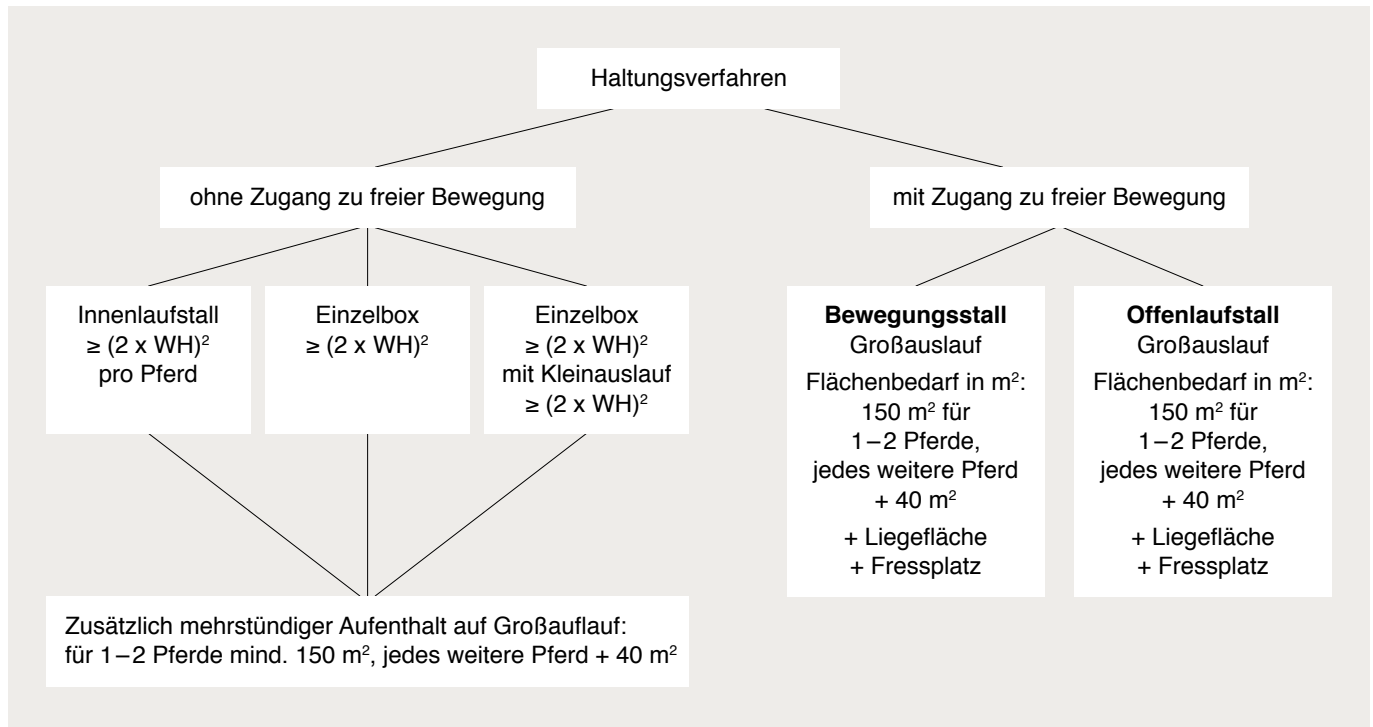 Haltungsverfahren
ohne Zugang zu freier Bewegung
mit Zugang zu freier Bewegung
Innenlaufstall
≥ (2 x WH)²
pro Pferd
Einzelbox
≥ (2 x WH)²
Einzelbox
≥ (2 x WH)²
mit Kleinauslauf
≥ (2 x WH)²
Bewegungsstall
Großauslauf
Flächenbedarf in m²:
150 m² für
1–2 Pferde,
jedes weitere Pferd
+ 40 m²
+ Liegefläche
+ Fressplatz
Offenlaufstall
Großauslauf
Flächenbedarf in m²:
150 m² für
1–2 Pferde,
jedes weitere Pferd
+ 40 m²
+ Liegefläche
+ Fressplatz
Zusätzlich mehrstündiger Aufenthalt auf Großauflauf:
für 1–2 Pferde mind. 150 m², jedes weitere Pferd + 40 m²